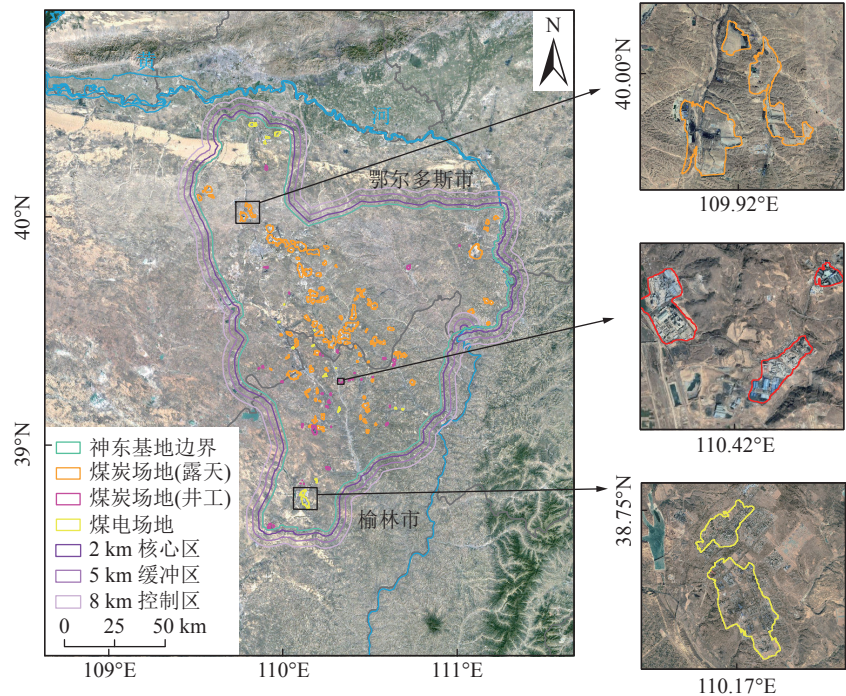 N
河
河
鄂尔多斯市
榆林市
40°N
39°N
神东基地边界
煤炭场地(露天)
煤炭场地(井工)
煤电场地
2 km 核心区
5 km 缓冲区
8 km 控制区
0 25 50 km
109°E 110°E 111°E
40.00°N
109.92°E
110.42°E
38.75°N
110.17°E